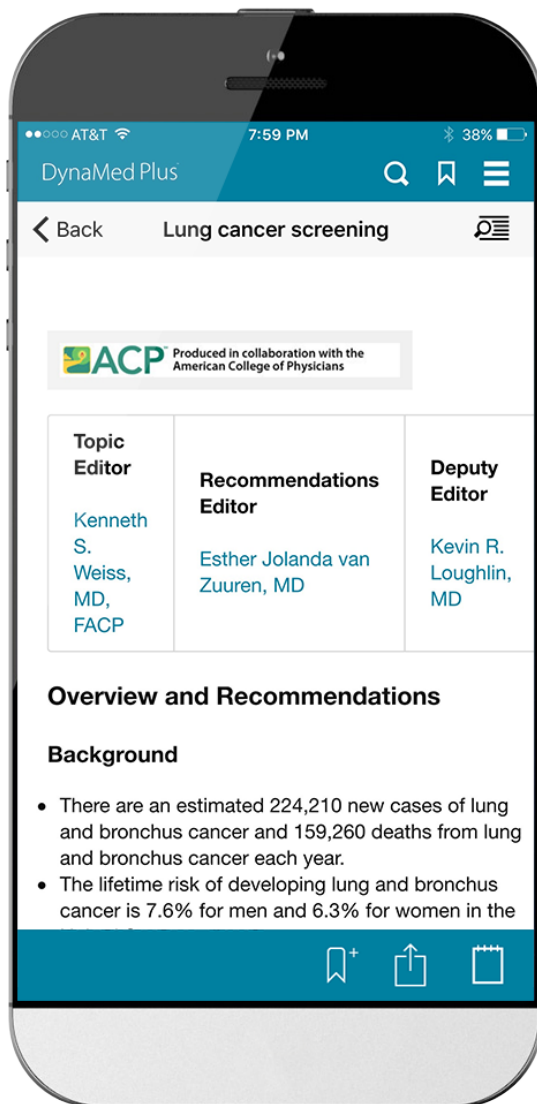 AT&T 7:59 PM 38%
DynaMed Plus
Back Lung cancer screening
ACP™ Produced in collaboration with the
American College of Physicians
Topic
Editor
Kenneth
S.
Weiss,
MD,
FACP
Recommendations
Editor
Esther Jolanda van
Zuuren, MD
Deputy
Editor
Kevin R.
Loughlin,
MD
Overview and Recommendations
Background
• There are an estimated 224,210 new cases of lung
and bronchus cancer and 159,260 deaths from lung
and bronchus cancer each year.
• The lifetime risk of developing lung and bronchus
cancer is 7.6% for men and 6.3% for women in the